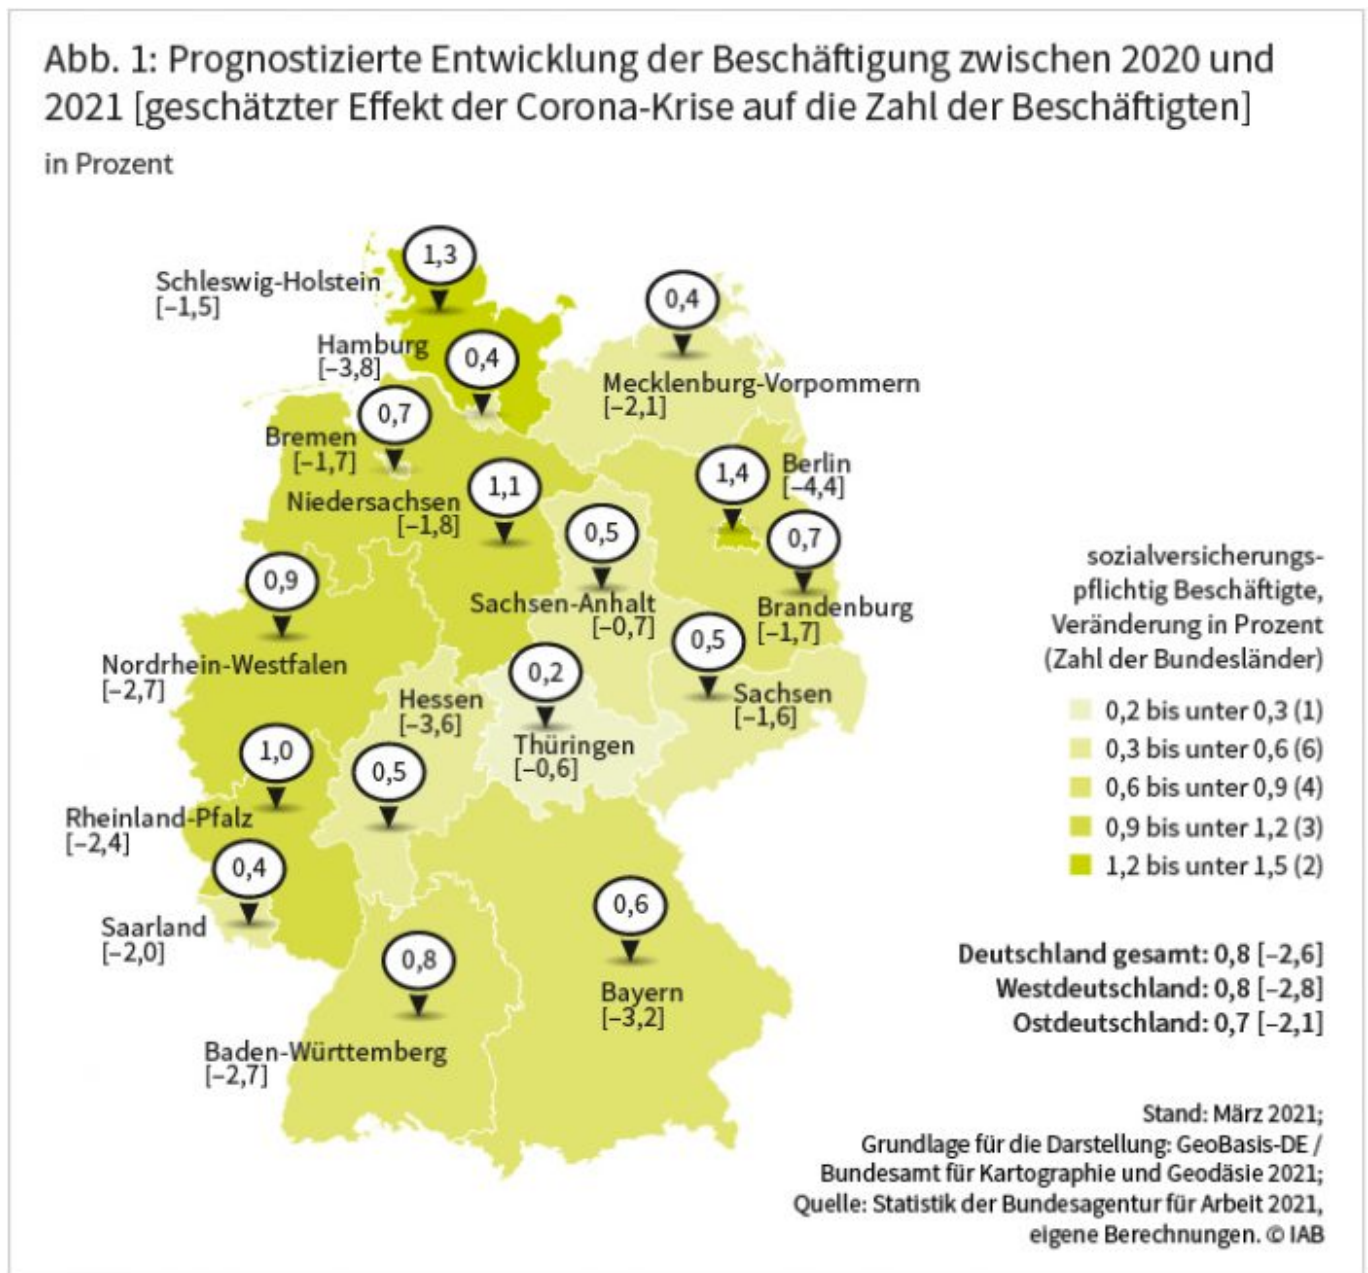 Abb. 1: Prognostizierte Entwicklung der Beschäftigung zwischen 2020 und
2021 [geschätzter Effekt der Corona-Krise auf die Zahl der Beschäftigten]
in Prozent
1,3
Schleswig-Holstein
[–1,5]
0,4
Hamburg
[–3,8]
0,4
Mecklenburg-Vorpommern
[–2,1]
0,7
Bremen
[–1,7]
1,4
Berlin
[–4,4]
Niedersachsen
[–1,8]
1,1
0,5
0,7
0,9
Sachsen-Anhalt
[–0,7]
Brandenburg
[–1,7]
Nordrhein-Westfalen
[–2,7]
0,5
0,2
Hessen
[–3,6]
Sachsen
[–1,6]
Thüringen
[–0,6]
1,0
0,5
Rheinland-Pfalz
[–2,4]
0,4
Saarland
[–2,0]
0,6
0,8
Bayern
[–3,2]
Baden-Württemberg
[–2,7]
sozialversicherungs-
pflichtig Beschäftigte,
Veränderung in Prozent
(Zahl der Bundesländer)
0,2 bis unter 0,3 (1)
0,3 bis unter 0,6 (6)
0,6 bis unter 0,9 (4)
0,9 bis unter 1,2 (3)
1,2 bis unter 1,5 (2)
Deutschland gesamt: 0,8 [–2,6]
Westdeutschland: 0,8 [–2,8]
Ostdeutschland: 0,7 [–2,1]
Stand: März 2021;
Grundlage für die Darstellung: GeoBasis-DE /
Bundesamt für Kartographie und Geodäsie 2021;
Quelle: Statistik der Bundesagentur für Arbeit 2021,
eigene Berechnungen. © IAB